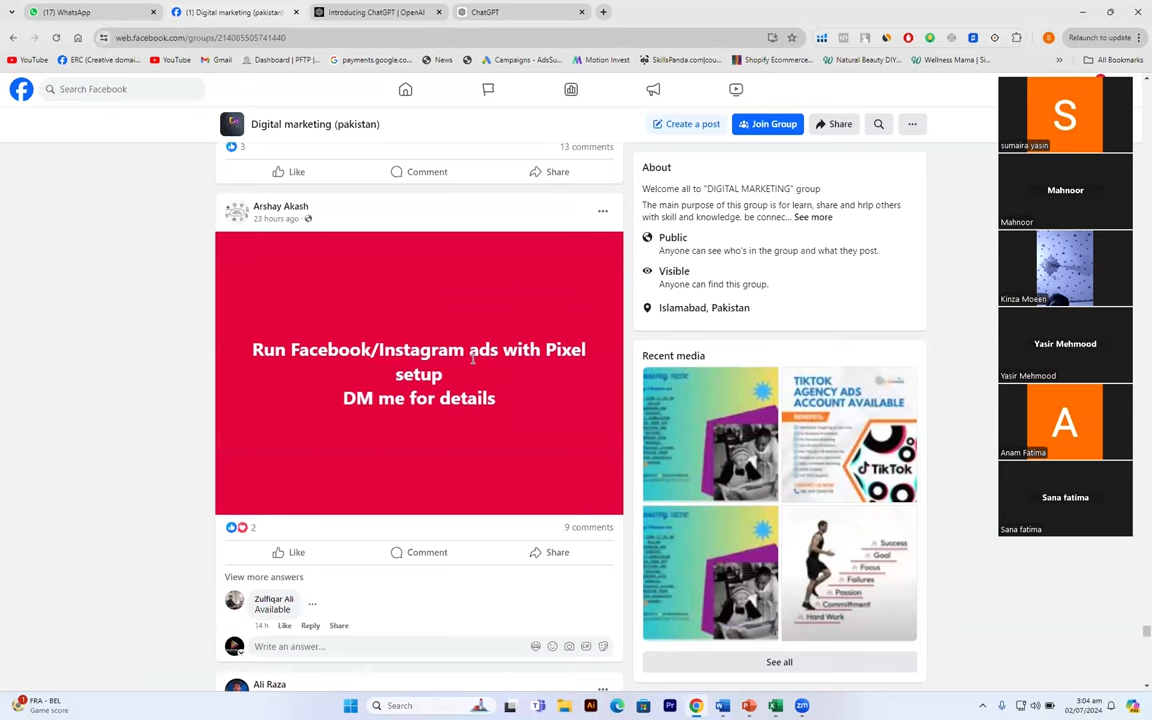 (17) WhatsApp
(1) Digital marketing (pakistan)
Introducing ChatGPT | OpenAI
ChatGPT
web.facebook.com/groups/214085505741440
Relaunch to update
YouTube
ERC (Creative domai...
YouTube
Gmail
Dashboard | PFTP |...
payments.google.co...
News
Campaigns - AdsSu...
Motion Invest
SkillsPanda.com|cou...
Shopify Ecommerce...
Natural Beauty DIY...
Wellness Mama | Si...
All Bookmarks
Search Facebook
Digital marketing (pakistan)
Create a post
Join Group
Share
3
13 comments
Like
Comment
Share
Arshay Akash
23 hours ago
Run Facebook/Instagram ads with Pixel
setup
DM me for details
2
9 comments
Like
Comment
Share
View more answers
Zulfiqar Ali
Available
14 h Like Reply Share
Write an answer...
Ali Raza
About
Welcome all to "DIGITAL MARKETING" group
The main purpose of this group is for learn, share and hrlp others
with skill and knowledge. be connec... See more
Public
Anyone can see who's in the group and what they post.
Visible
Anyone can find this group.
Islamabad, Pakistan
Recent media
TIKTOK
AGENCY ADS
ACCOUNT AVAILABLE
BENEFITS:
TikTok
Success
Goal
Focus
Failures
Passion
Committment
Hard Work
See all
S
sumaira yasin
Mahnoor
Mahnoor
Kinza Moeen
Yasir Mehmood
Yasir Mehmood
A
Anam Fatima
Sana fatima
Sana fatima
FRA - BEL
Game score
Search
3:04 am
02/07/2024